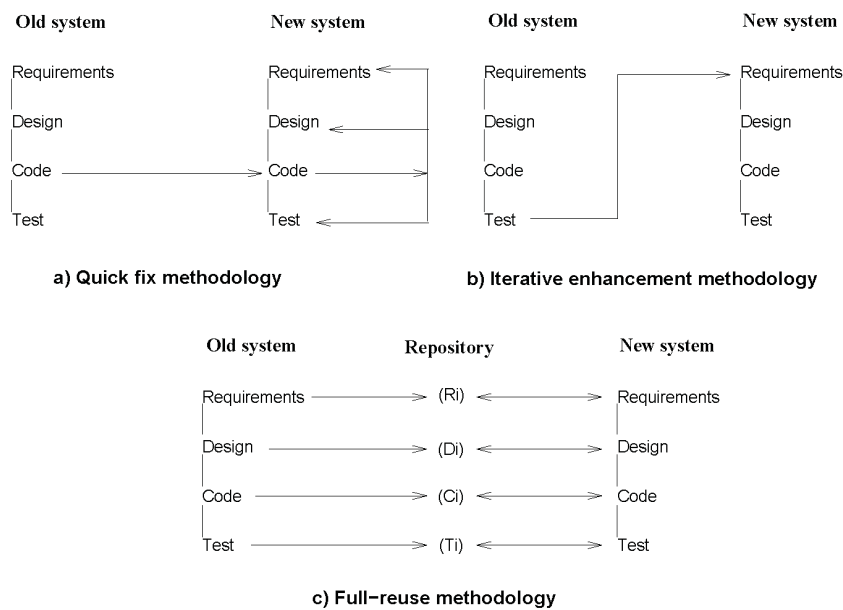 Old system New system
Requirements Requirements
Design Design
Code Code
Test Test
a) Quick fix methodology
Old system New system
Requirements Requirements
Design Design
Code Code
Test Test
b) Iterative enhancement methodology
Old system Repository New system
Requirements (Ri) Requirements
Design (Di) Design
Code (Ci) Code
Test (Ti) Test
c) Full−reuse methodology